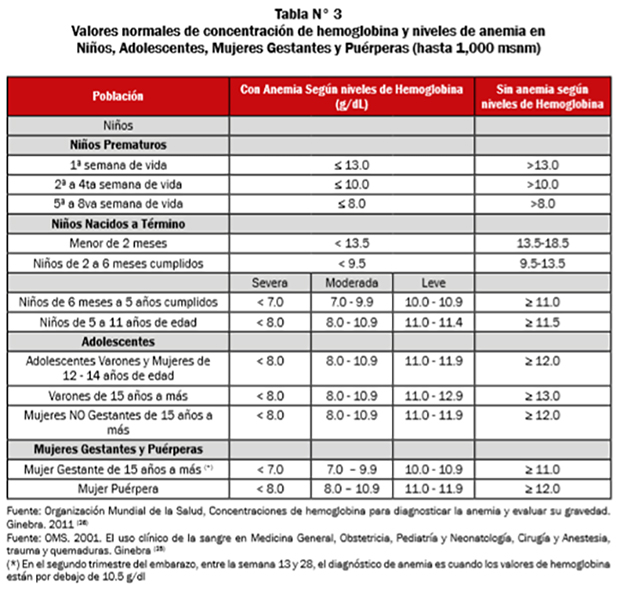 Tabla N° 3
Valores normales de concentración de hemoglobina y niveles de anemia en
Niños, Adolescentes, Mujeres Gestantes y Puérperas (hasta 1,000 msnm)
Población Con Anemia Según niveles de Hemoglobina (g/dL) Sin anemia según niveles de Hemoglobina
Niños
Niños Prematuros
1ª semana de vida ≤ 13.0 >13.0
2ª a 4ta semana de vida ≤ 10.0 >10.0
5ª a 8va semana de vida ≤ 8.0 >8.0
Niños Nacidos a Término
Menor de 2 meses < 13.5 13.5-18.5
Niños de 2 a 6 meses cumplidos < 9.5 9.5-13.5
Severa Moderada Leve
Niños de 6 meses a 5 años cumplidos < 7.0 7.0 - 9.9 10.0 - 10.9 ≥ 11.0
Niños de 5 a 11 años de edad < 8.0 8.0 - 10.9 11.0 - 11.4 ≥ 11.5
Adolescentes
Adolescentes Varones y Mujeres de 12 - 14 años de edad < 8.0 8.0 - 10.9 11.0 - 11.9 ≥ 12.0
Varones de 15 años a más < 8.0 8.0 - 10.9 11.0 - 12.9 ≥ 13.0
Mujeres NO Gestantes de 15 años a más < 8.0 8.0 - 10.9 11.0 - 11.9 ≥ 12.0
Mujeres Gestantes y Puérperas
Mujer Gestante de 15 años a más (*) < 7.0 7.0 – 9.9 10.0 - 10.9 ≥ 11.0
Mujer Puérpera < 8.0 8.0 – 10.9 11.0 - 11.9 ≥ 12.0
Fuente: Organización Mundial de la Salud, Concentraciones de hemoglobina para diagnosticar la anemia y evaluar su gravedad.
Ginebra. 2011 (26)
Fuente: OMS. 2001. El uso clínico de la sangre en Medicina General, Obstetricia, Pediatría y Neonatología, Cirugía y Anestesia,
trauma y quemaduras. Ginebra (25)
(*) En el segundo trimestre del embarazo, entre la semana 13 y 28, el diagnóstico de anemia es cuando los valores de hemoglobina
están por debajo de 10.5 g/dl